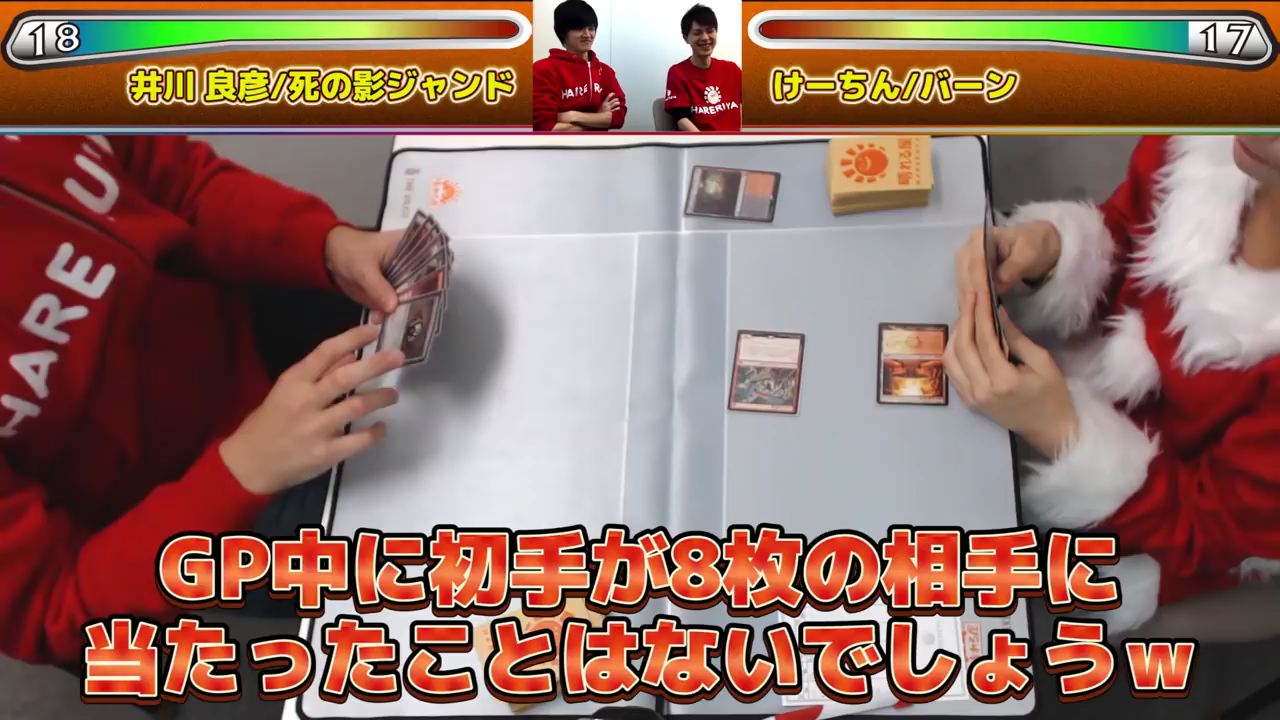 18
17
井川 良彦/死の影ジャンド
けーちん/バーン
HARERIYA
HARE U
GP中に初手が8枚の相手に
当たったことはないでしょうｗ